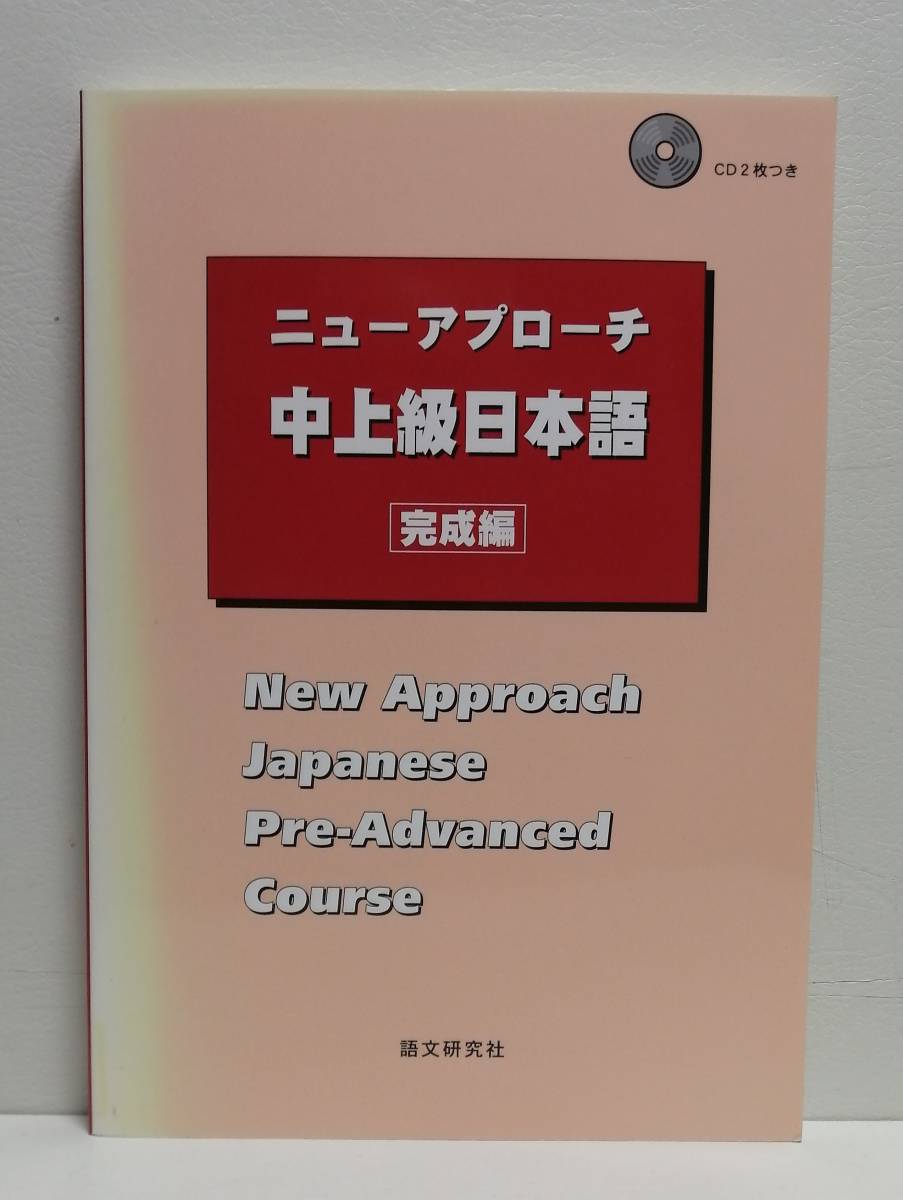 CD2枚つき
ニューアプローチ
中上級日本語
完成編
New Approach
Japanese
Pre-Advanced
Course
語文研究社